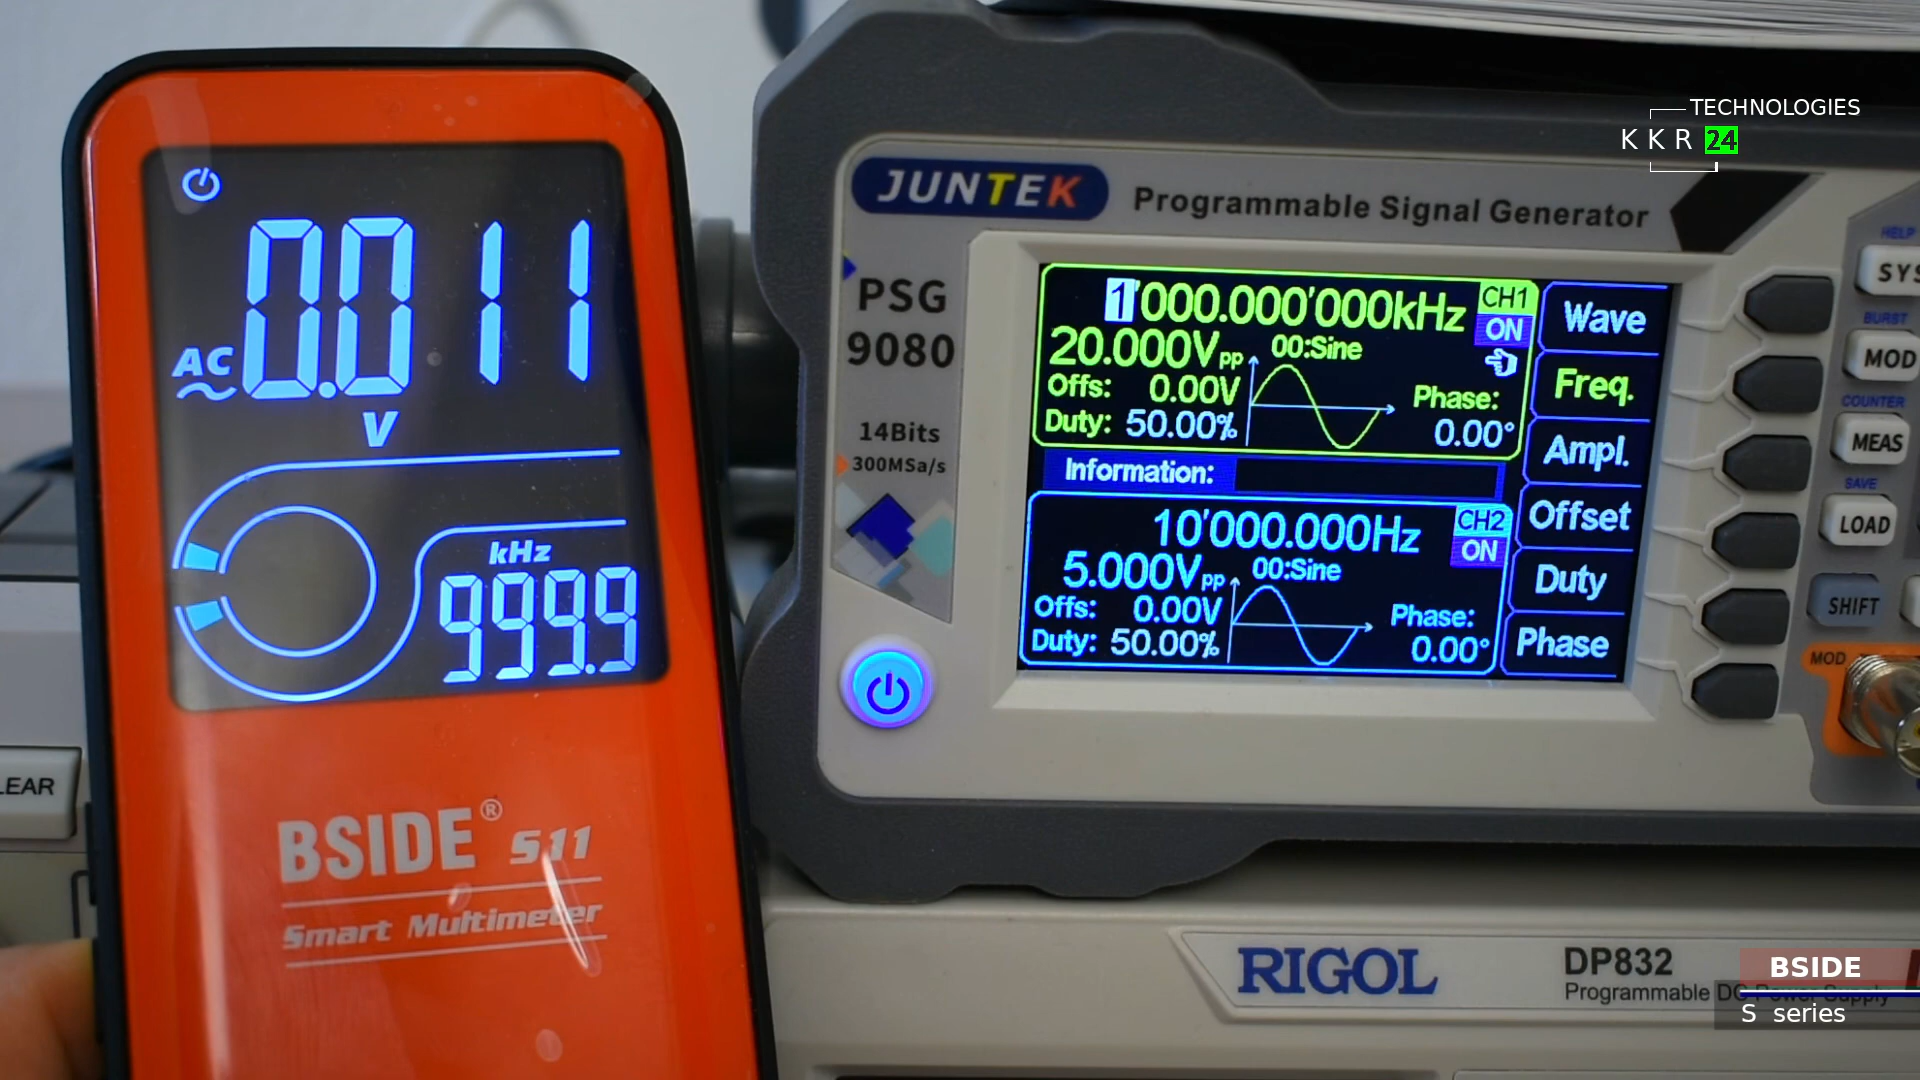 TECHNOLOGIES
K K R 24
JUNTEK
Programmable Signal Generator
HELP
SYS
PSG
9080
14Bits
300MSa/s
1'000.000'000kHz
CH1
ON
20.000Vpp
00:Sine
Offs: 0.00V
Phase:
Duty: 50.00%
0.00°
Information:
10'000.000Hz
CH2
ON
5.000Vpp
00:Sine
Offs: 0.00V
Phase:
Duty: 50.00%
0.00°
Wave
Freq.
Ampl.
Offset
Duty
Phase
BURST
MOD
COUNTER
MEAS
SAVE
LOAD
SHIFT
MOD
AC
0.011
V
kHz
999.9
LEAR
BSIDE® S11
Smart Multimeter
RIGOL
DP832
Programmable DC Power Supply
BSIDE
S series